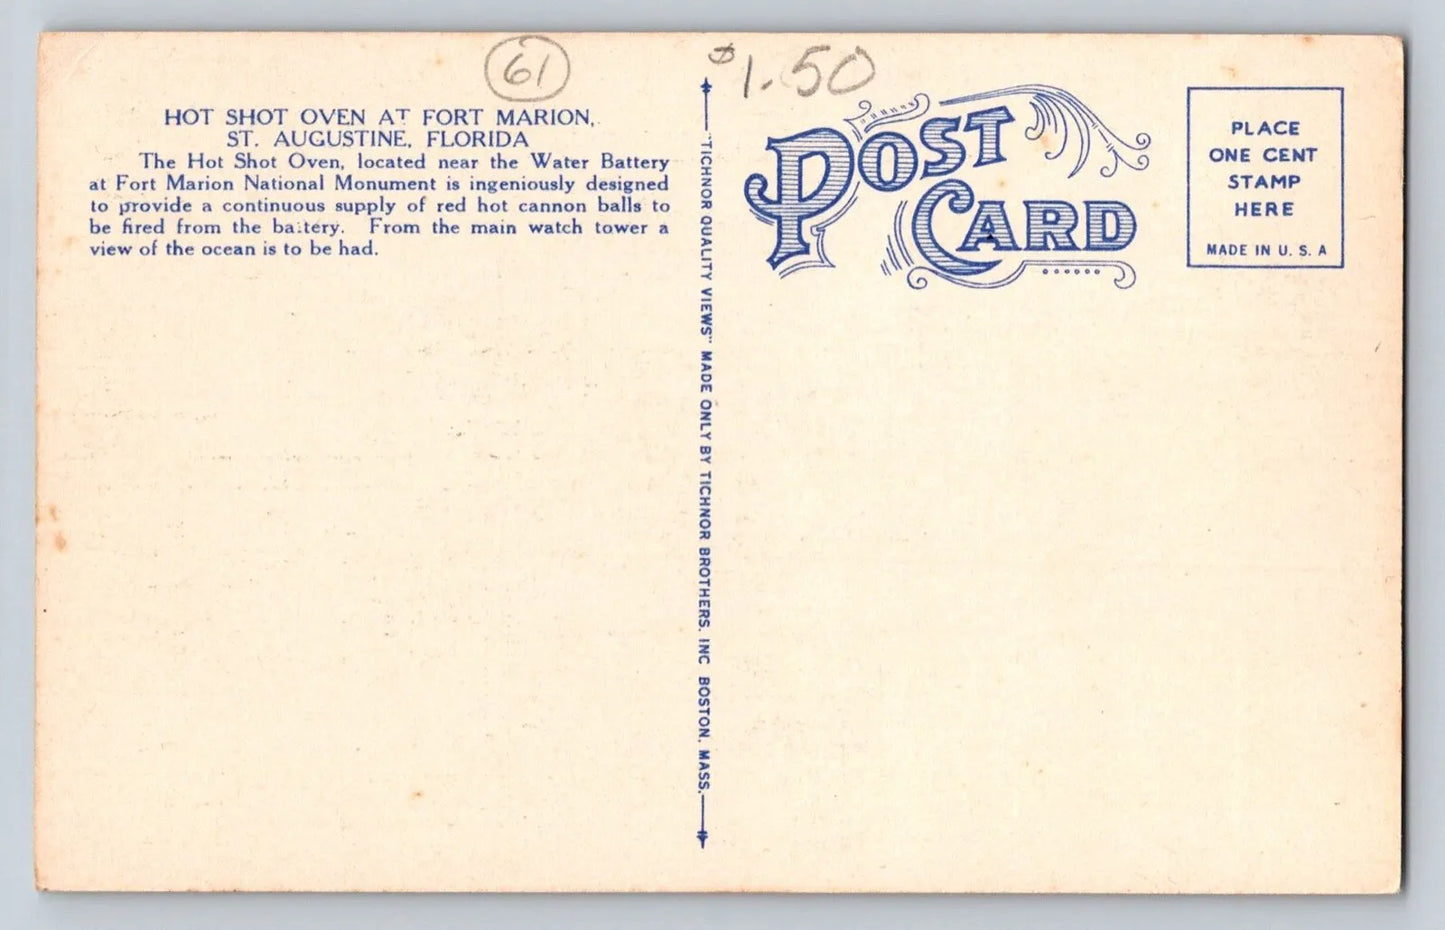 61
$1.50
HOT SHOT OVEN AT FORT MARION,
ST. AUGUSTINE, FLORIDA
The Hot Shot Oven, located near the Water Battery
at Fort Marion National Monument is ingeniously designed
to provide a continuous supply of red hot cannon balls to
be fired from the battery. From the main watch tower a
view of the ocean is to be had.
"TICHNOR QUALITY VIEWS" MADE ONLY BY TICHNOR BROTHERS, INC BOSTON, MASS.
POST
CARD
PLACE
ONE CENT
STAMP
HERE
MADE IN U. S. A